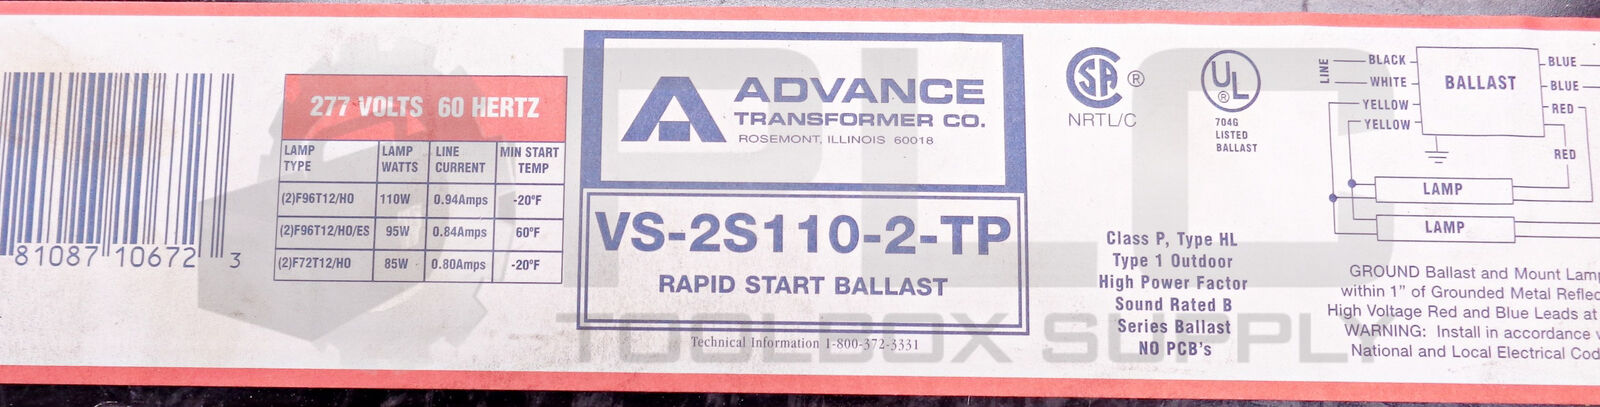 81087 10672 3
277 VOLTS 60 HERTZ
LAMP TYPE LAMP WATTS LINE CURRENT MIN START TEMP
(2)F96T12/HO 110W 0.94Amps -20°F
(2)F96T12/HO/ES 95W 0.84Amps 60°F
(2)F72T12/HO 85W 0.80Amps -20°F
ADVANCE
TRANSFORMER CO.
ROSEMONT, ILLINOIS 60018
VS-2S110-2-TP
RAPID START BALLAST
Technical Information 1-800-372-3331
SA ®
NRTL/C
UL ®
704G
LISTED
BALLAST
Class P, Type HL
Type 1 Outdoor
High Power Factor
Sound Rated B
Series Ballast
NO PCB's
LINE
BLACK
WHITE
YELLOW
YELLOW
BALLAST
BLUE
BLUE
RED
RED
LAMP
LAMP
GROUND Ballast and Mount Lamp
within 1" of Grounded Metal Reflec
High Voltage Red and Blue Leads at
WARNING: Install in accordance
National and Local Electrical Cod
PLC
TOOLBOX SUPPLY